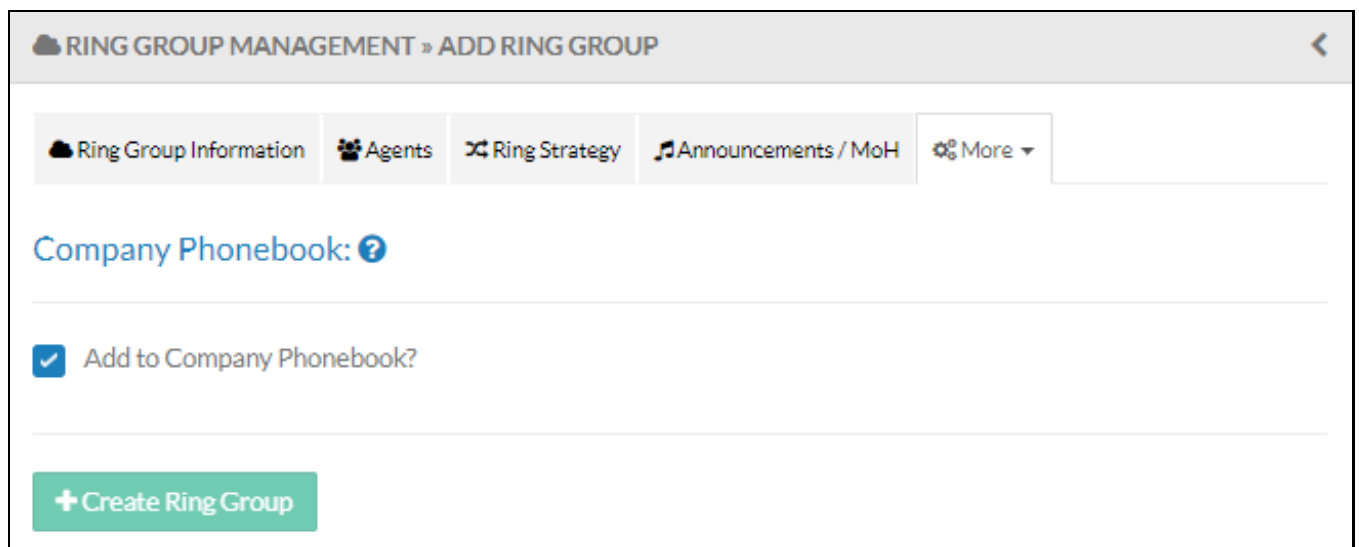 RING GROUP MANAGEMENT » ADD RING GROUP
Ring Group Information Agents Ring Strategy Announcements / MoH More
Company Phonebook:
Add to Company Phonebook?
Create Ring Group